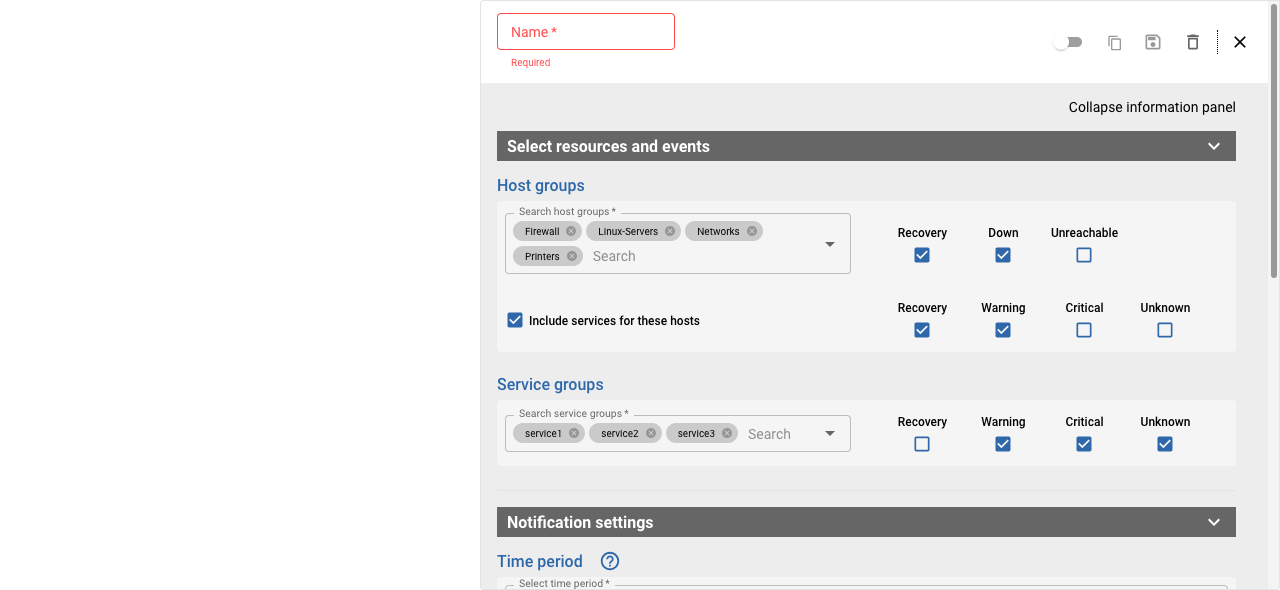 Name *
Required
Collapse information panel
Select resources and events
Host groups
Search host groups *
Firewall Linux-Servers Networks
Printers Search
Recovery Down Unreachable
Include services for these hosts
Recovery Warning Critical Unknown
Service groups
Search service groups *
service1 service2 service3 Search
Recovery Warning Critical Unknown
Notification settings
Time period ?
Select time period *